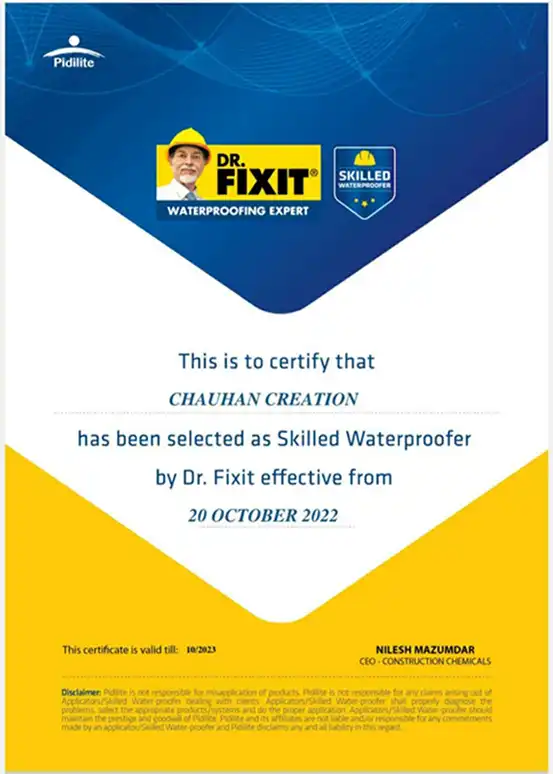 Pidilite
DR.
FIXIT®
WATERPROOFING EXPERT
SKILLED
WATERPROOFER
This is to certify that
CHAUHAN CREATION
has been selected as Skilled Waterproofer
by Dr. Fixit effective from
20 OCTOBER 2022
This certificate is valid till: 10/2023
NILESH MAZUMDAR
CEO - CONSTRUCTION CHEMICALS
Disclaimer: Pidilite is not responsible for misapplication of products. Pidilite is not responsible for any claims arising out of
Applicators/Skilled Water-proofer dealing with clients. Applicators/Skilled Water-proofer shall properly diagnose the
problems, select the appropriate products/systems and do the proper application. Applicators/Skilled Water-proofer should
maintain the prestige and goodwill of Pidilite. Pidilite and its affiliates are not liable and/or responsible for any commitments
made by an applicator/Skilled Water-proofer and Pidilite disclaims any and all liability in this regard.